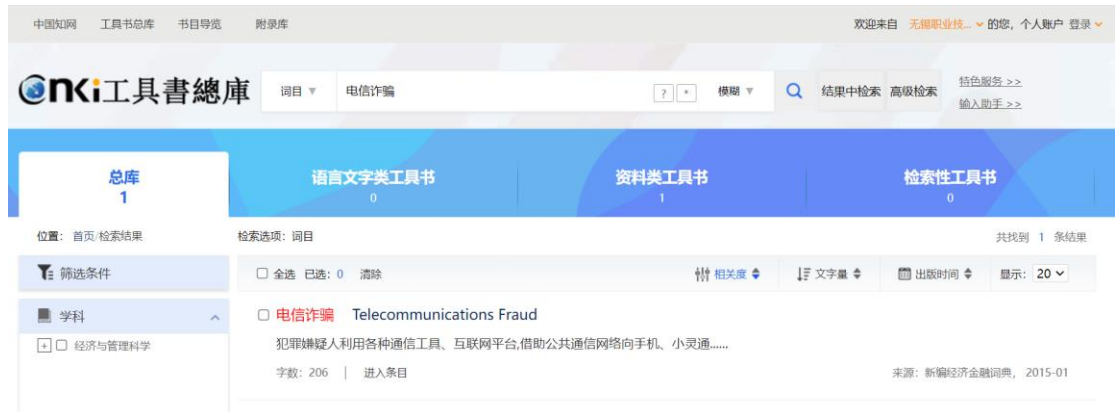 中国知网 工具书总库 书目导览 附录库 欢迎来自 无锡职业技... 的您，个人账户 登录
cnki工具書總庫 词目 电信诈骗 ? * 模糊 结果中检索 高级检索 特色服务 >>
输入助手 >>
总库 语言文字类工具书 资料类工具书 检索性工具书
1 0 1 0
位置： 首页/检索结果 检索选项：词目 共找到 1 条结果
筛选条件 全选 已选：0 清除 相关度 文字量 出版时间 显示：20
学科 电信诈骗 Telecommunications Fraud
经济与管理科学 犯罪嫌疑人利用各种通信工具、互联网平台,借助公共通信网络向手机、小灵通......
字数：206 | 进入条目 来源：新编经济金融词典， 2015-01